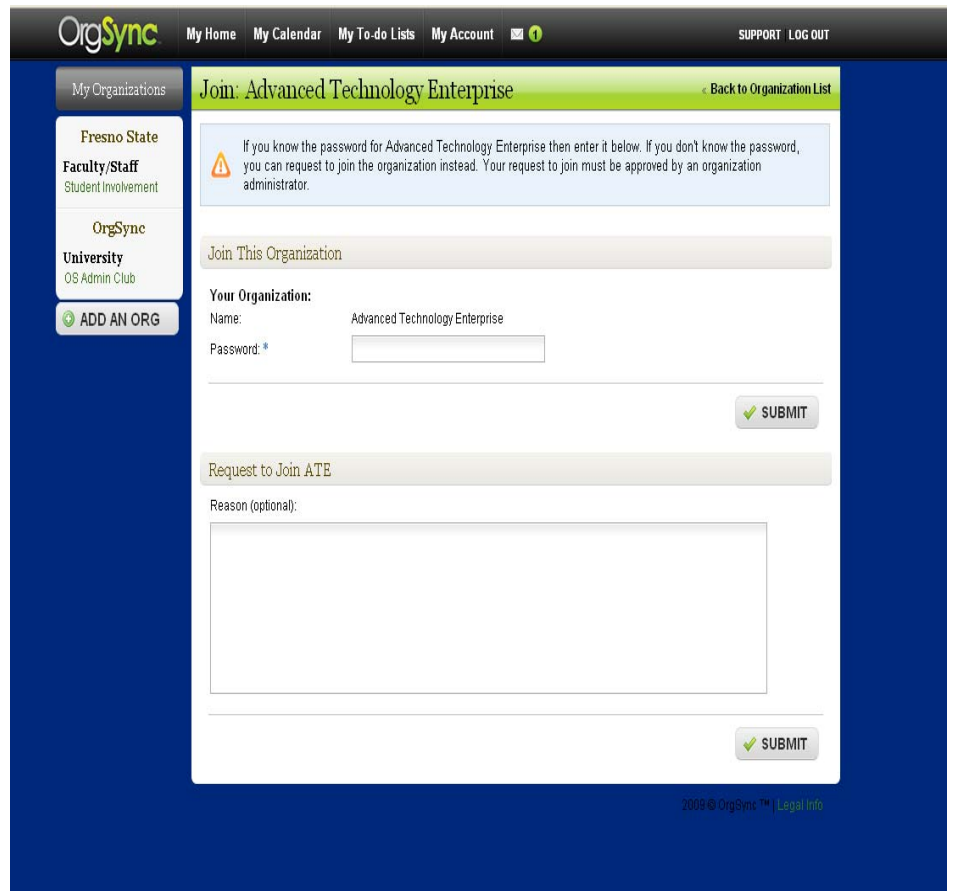 OrgSync
My Home My Calendar My To-do Lists My Account 1 SUPPORT LOG OUT
My Organizations
Fresno State
Faculty/Staff
Student Involvement
OrgSync
University
OS Admin Club
ADD AN ORG
Join: Advanced Technology Enterprise « Back to Organization List
If you know the password for Advanced Technology Enterprise then enter it below. If you don't know the password,
you can request to join the organization instead. Your request to join must be approved by an organization
administrator.
Join This Organization
Your Organization:
Name: Advanced Technology Enterprise
Password: *
SUBMIT
Request to Join ATE
Reason (optional):
SUBMIT
2009 © OrgSync ™ | Legal Info